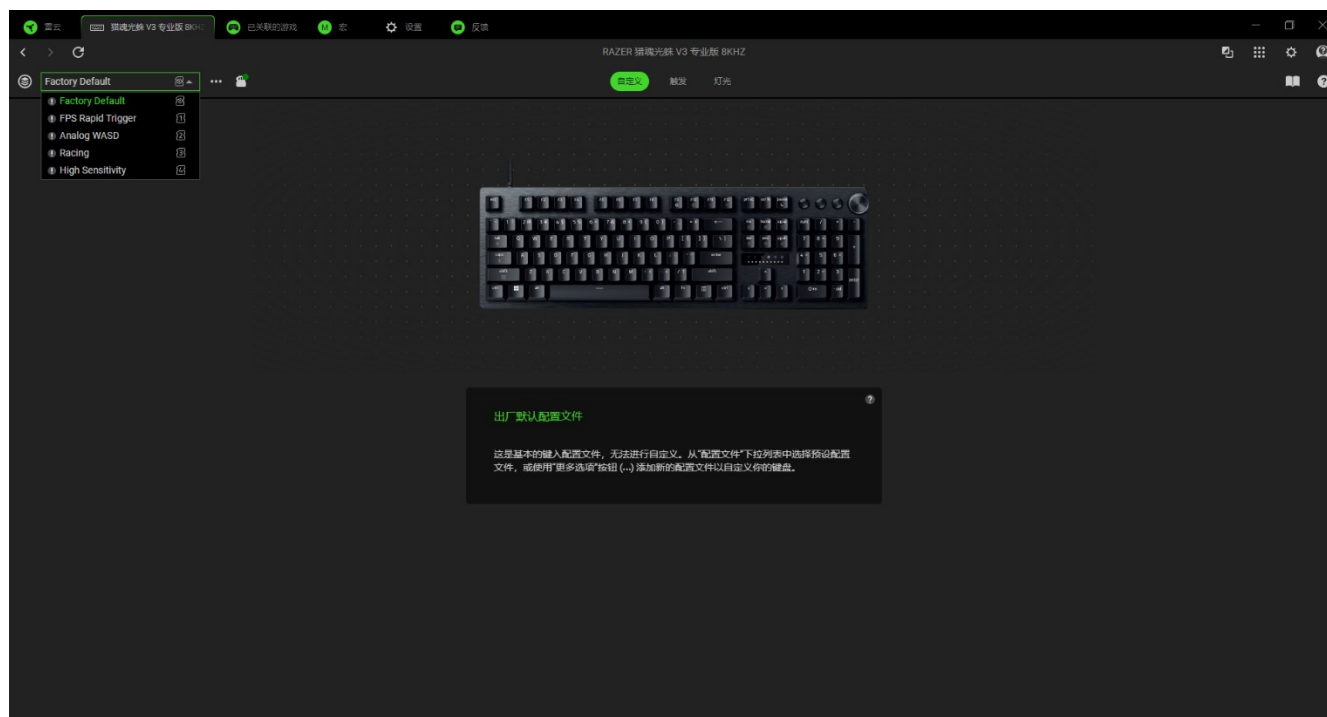 雷云 猎魂光蛛 V3 专业版 8KHZ 已关联的游戏 M 宏 设置 反馈
RAZER 猎魂光蛛 V3 专业版 8KHZ
Factory Default 自定义 触发 灯光
Factory Default
FPS Rapid Trigger 1
Analog WASD 2
Racing 3
High Sensitivity 4
出厂默认配置文件
这是基本的键入配置文件，无法进行自定义。从"配置文件"下拉列表中选择预设配置
文件，或使用"更多选项"按钮 (...) 添加新的配置文件以自定义你的键盘。